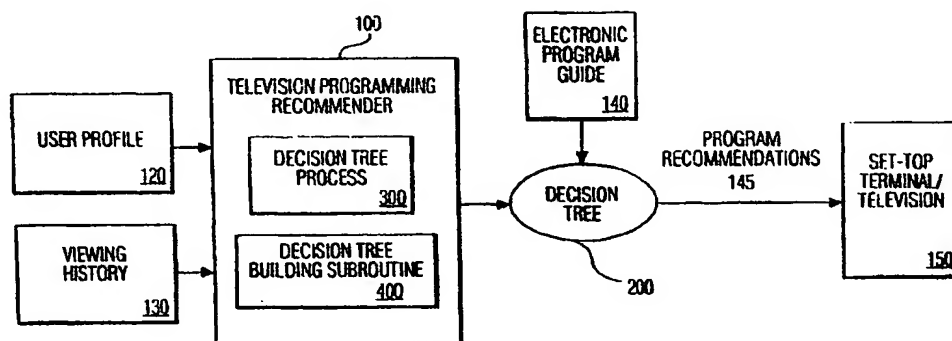 100
USER PROFILE
120
VIEWING
HISTORY
130
TELEVISION PROGRAMMING
RECOMMENDER
DECISION TREE
PROCESS
300
DECISION TREE
BUILDING SUBROUTINE
400
ELECTRONIC
PROGRAM
GUIDE
140
DECISION
TREE
200
PROGRAM
RECOMMENDATIONS
145
SET-TOP
TERMINAL/
TELEVISION
150